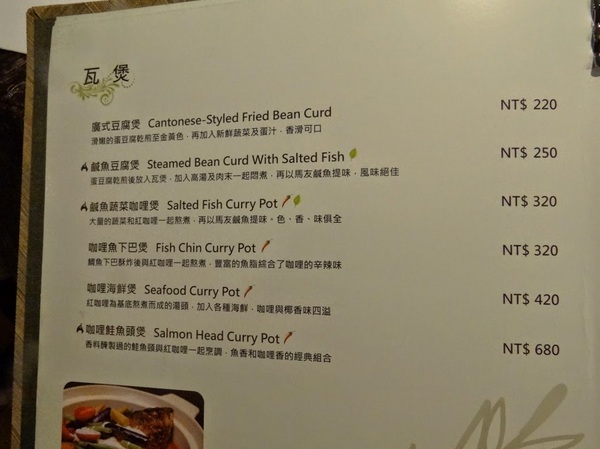 瓦 煲
廣式豆腐煲 Cantonese-Styled Fried Bean Curd NT$ 220
滑嫩的蛋豆腐乾煎至金黃色，再加入新鮮蔬菜及蛋汁，香滑可口
鹹魚豆腐煲 Steamed Bean Curd With Salted Fish NT$ 250
蛋豆腐乾煎後放入瓦煲，加入高湯及肉末一起悶煮，再以馬友鹹魚提味，風味絕佳
鹹魚蔬菜咖哩煲 Salted Fish Curry Pot NT$ 320
大量的蔬菜和紅咖哩一起熬煮，再以馬友鹹魚提味，色、香、味俱全
咖哩魚下巴煲 Fish Chin Curry Pot NT$ 320
鯛魚下巴酥炸後與紅咖哩一起熬煮，豐富的魚脂綜合了咖哩的辛辣味
咖哩海鮮煲 Seafood Curry Pot NT$ 420
紅咖哩為基底熬煮而成的湯頭，加入各種海鮮，咖哩與椰香味四溢
咖哩鮭魚頭煲 Salmon Head Curry Pot NT$ 680
香料醃製過的鮭魚頭與紅咖哩一起烹調，魚香和咖哩香的經典組合